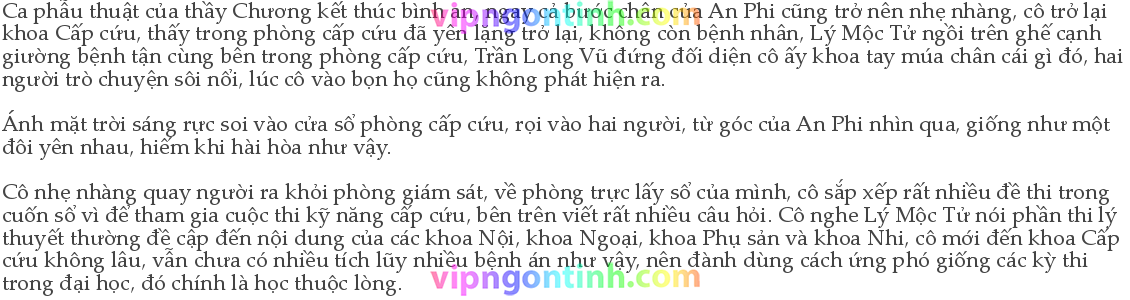 Ca phẫu thuật của thầy Chương kết thúc bình an, ngay cả bước chân của An Phi cũng trở nên nhẹ nhàng, cô trở lại
khoa Cấp cứu, thấy trong phòng cấp cứu đã yên lặng trở lại, không còn bệnh nhân, Lý Mộc Tử ngồi trên ghế cạnh
giường bệnh tận cùng bên trong phòng cấp cứu, Trần Long Vũ đứng đối diện cô ấy khoa tay múa chân cái gì đó, hai
người trò chuyện sôi nổi, lúc cô vào bọn họ cũng không phát hiện ra.
Ánh mặt trời sáng rực soi vào cửa sổ phòng cấp cứu, rọi vào hai người, từ góc của An Phi nhìn qua, giống như một
đôi yên nhau, hiếm khi hài hòa như vậy.
Cô nhẹ nhàng quay người ra khỏi phòng giám sát, về phòng trực lấy sổ của mình, cô sắp xếp rất nhiều đề thi trong
cuốn sổ vì để tham gia cuộc thi kỹ năng cấp cứu, bên trên viết rất nhiều câu hỏi. Cô nghe Lý Mộc Tử nói phần thi lý
thuyết thường đề cập đến nội dung của các khoa Nội, khoa Ngoại, khoa Phụ sản và khoa Nhi, cô mới đến khoa Cấp
cứu không lâu, vẫn chưa có nhiều tích lũy nhiều bệnh án như vậy, nên đành dùng cách ứng phó giống các kỳ thi
trong đại học, đó chính là học thuộc lòng.
vipngontinh.com
vipngontinh.com